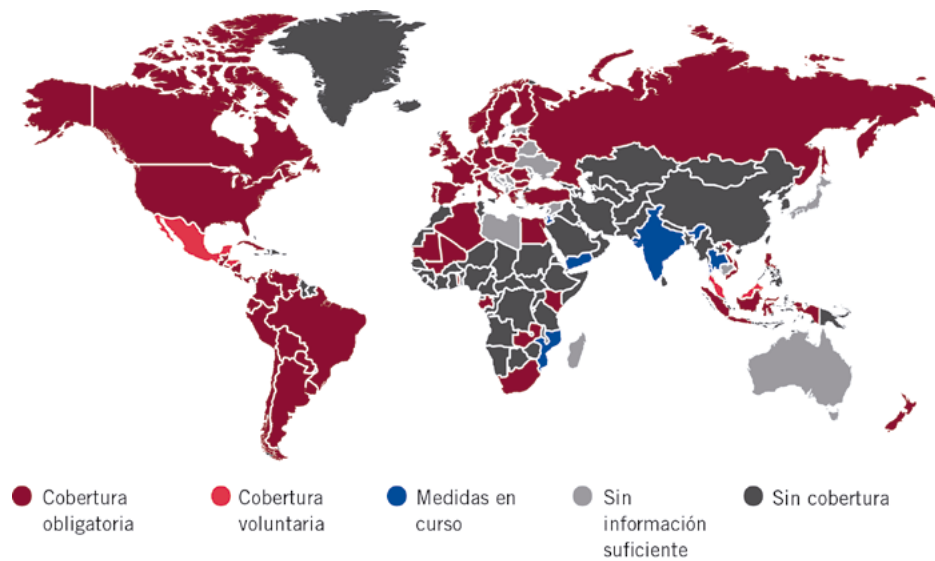 Cobertura
obligatoria
Cobertura
voluntaria
Medidas en
curso
Sin
información
suficiente
Sin cobertura